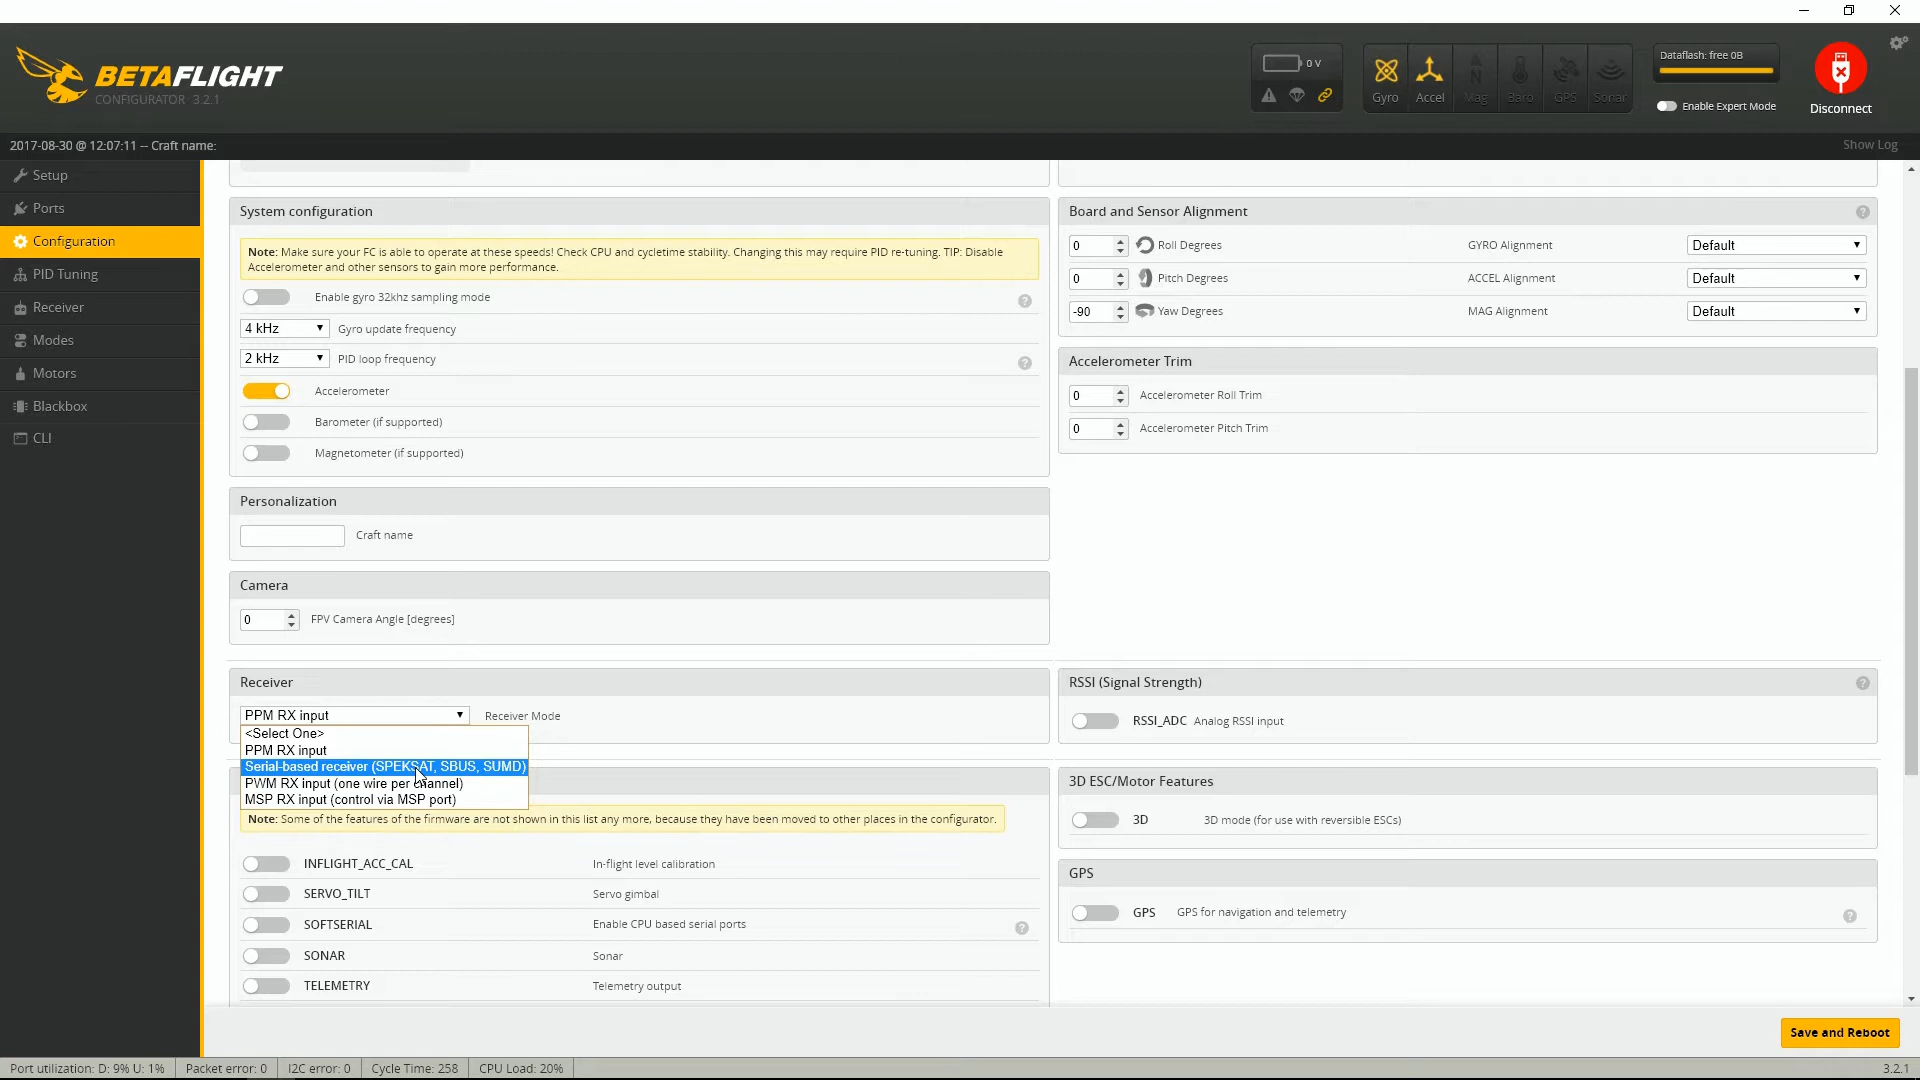 BETAFLIGHT
CONFIGURATOR 3.2.1
0 V
Gyro
Accel
Mag
Baro
GPS
Sonar
Dataflash: free 0B
Enable Expert Mode
Disconnect
2017-08-30 @ 12:07:11 -- Craft name:
Show Log
Setup
Ports
Configuration
PID Tuning
Receiver
Modes
Motors
Blackbox
CLI
System configuration
Note: Make sure your FC is able to operate at these speeds! Check CPU and cycletime stability. Changing this may require PID re-tuning. TIP: Disable
Accelerometer and other sensors to gain more performance.
Enable gyro 32khz sampling mode
?
4 kHz
Gyro update frequency
2 kHz
PID loop frequency
?
Accelerometer
Barometer (if supported)
Magnetometer (if supported)
Personalization
Craft name
Camera
0
FPV Camera Angle [degrees]
Receiver
PPM RX input
Receiver Mode
<Select One>
PPM RX input
Serial-based receiver (SPEKSAT, SBUS, SUMD)
PWM RX input (one wire per channel)
MSP RX input (control via MSP port)
Note: Some of the features of the firmware are not shown in this list any more, because they have been moved to other places in the configurator.
INFLIGHT_ACC_CAL
In-flight level calibration
SERVO_TILT
Servo gimbal
SOFTSERIAL
Enable CPU based serial ports
?
SONAR
Sonar
TELEMETRY
Telemetry output
Board and Sensor Alignment
?
0
Roll Degrees
GYRO Alignment
Default
0
Pitch Degrees
ACCEL Alignment
Default
-90
Yaw Degrees
MAG Alignment
Default
Accelerometer Trim
0
Accelerometer Roll Trim
0
Accelerometer Pitch Trim
RSSI (Signal Strength)
?
RSSI_ADC Analog RSSI input
3D ESC/Motor Features
3D
3D mode (for use with reversible ESCs)
GPS
GPS
GPS for navigation and telemetry
?
Save and Reboot
Port utilization: D: 9% U: 1%
Packet error: 0
I2C error: 0
Cycle Time: 258
CPU Load: 20%
3.2.1